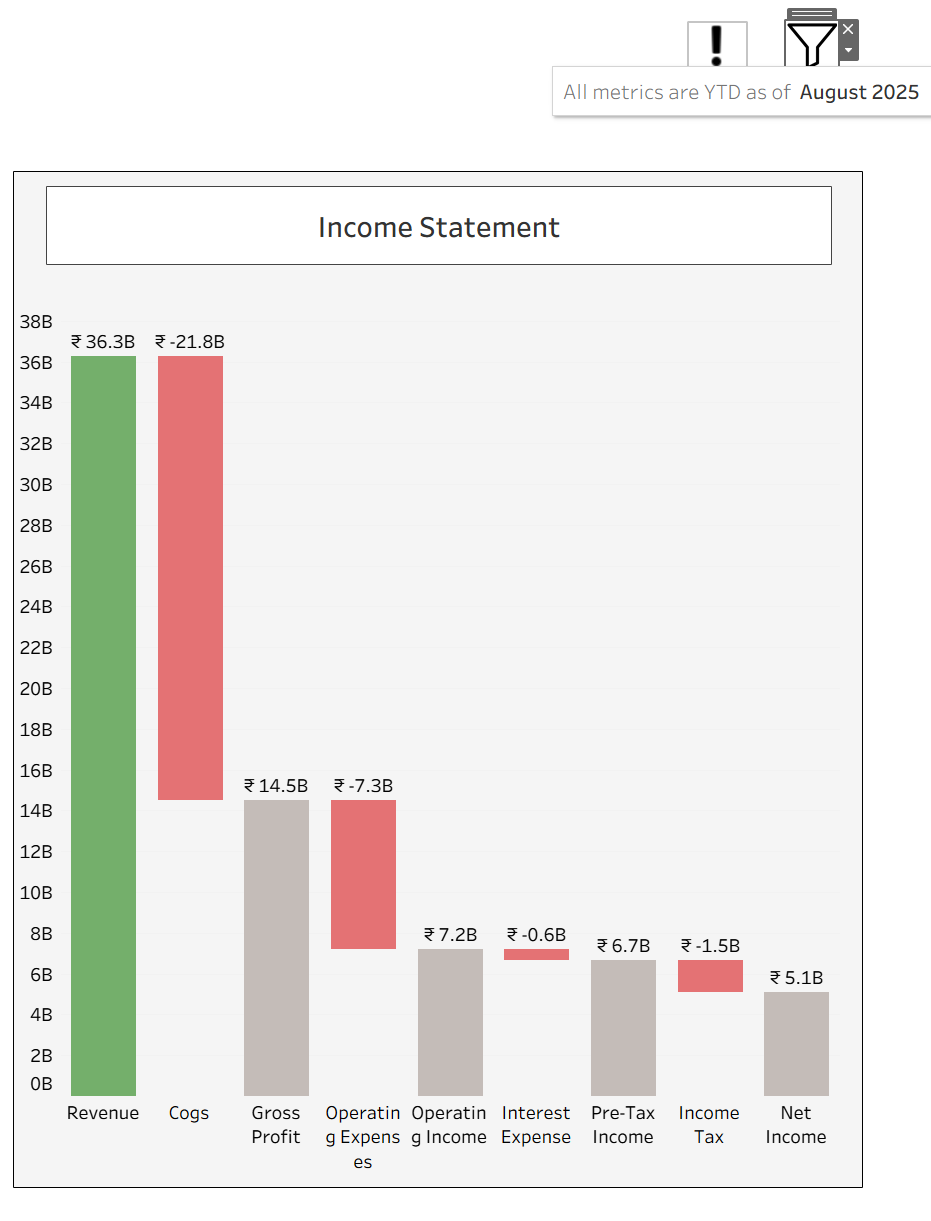 All metrics are YTD as of August 2025
Income Statement
38B
₹ 36.3B ₹ -21.8B
36B
34B
32B
30B
28B
26B
24B
22B
20B
18B
16B
₹ 14.5B ₹ -7.3B
14B
12B
10B
8B
₹ 7.2B ₹ -0.6B ₹ 6.7B ₹ -1.5B
6B
₹ 5.1B
4B
2B
0B
Revenue
Cogs
Gross
Profit
Operatin
g Expens
es
Operatin
g Income
Interest
Expense
Pre-Tax
Income
Income
Tax
Net
Income